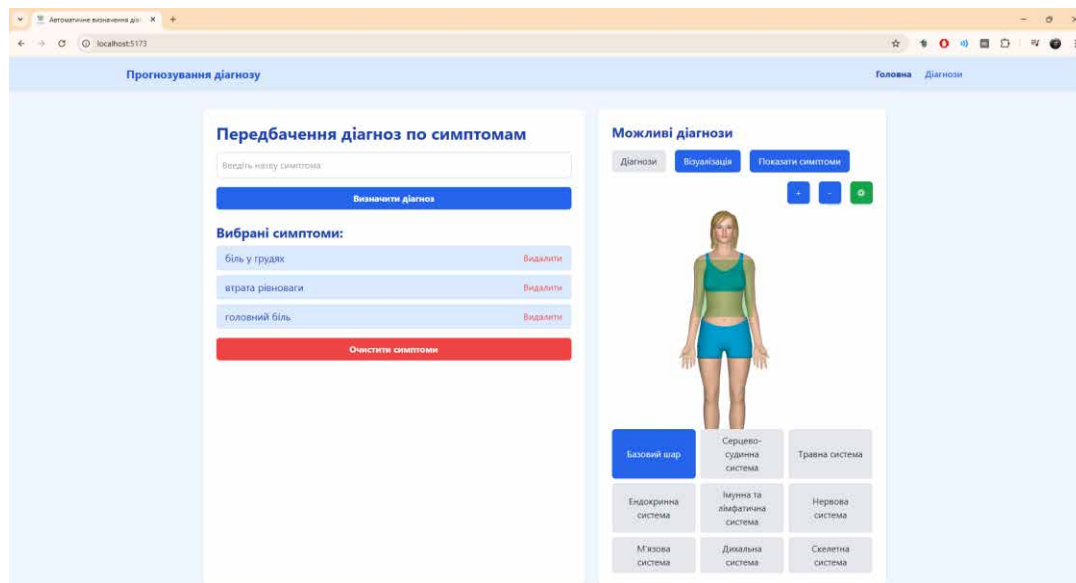 Автоматичне визначення діа
localhost:5173
Прогнозування діагнозу
Головна Діагнози
Передбачення діагноз по симптомам
Введіть назву симптома
Визначити діагноз
Вибрані симптоми:
біль у грудях Видалити
втрата рівноваги Видалити
головний біль Видалити
Очистити симптоми
Можливі діагнози
Діагнози Візуалізація Показати симптоми
+ -
Базовий шар
Серцево-
судинна
система
Травна система
Ендокринна
система
Імунна та
лімфатична
система
Нервова
система
М'язова
система
Дихальна
система
Скелетна
система